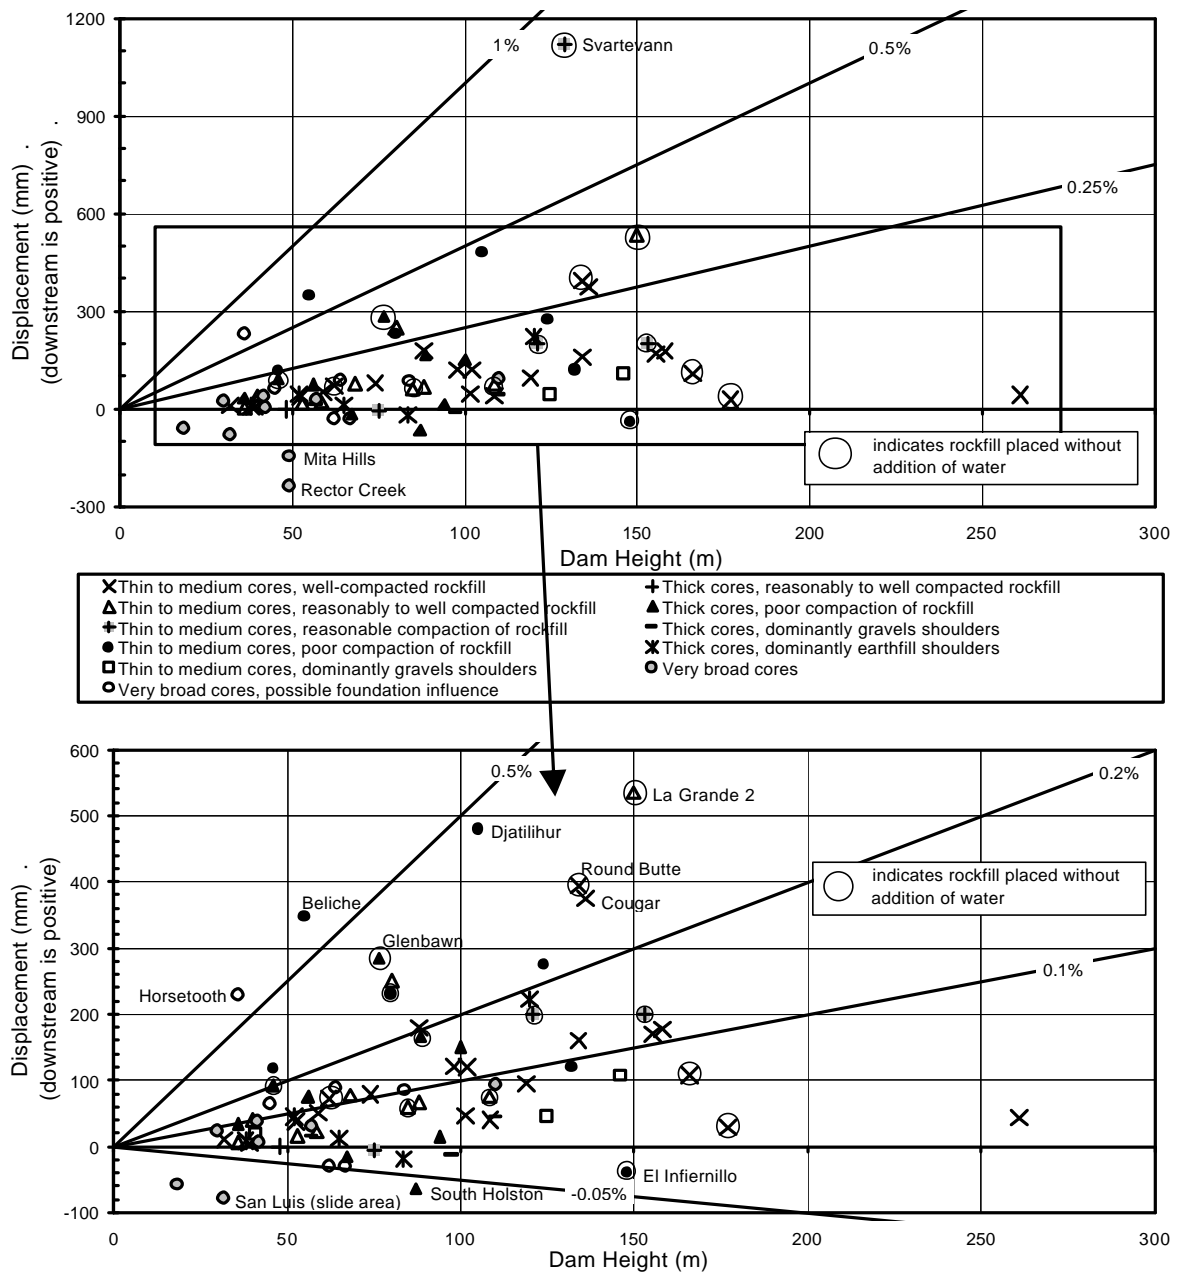 1200
900
600
300
0
-300
Displacement (mm) .
(downstream is positive) .
1%
Svartevann
0.5%
0.25%
indicates rockfill placed without
addition of water
Mita Hills
Rector Creek
0
50
100
150
200
250
300
Dam Height (m)
Thin to medium cores, well-compacted rockfill
Thick cores, reasonably to well compacted rockfill
Thin to medium cores, reasonably to well compacted rockfill
Thick cores, poor compaction of rockfill
Thin to medium cores, reasonable compaction of rockfill
Thick cores, dominantly gravels shoulders
Thin to medium cores, poor compaction of rockfill
Thick cores, dominantly earthfill shoulders
Thin to medium cores, dominantly gravels shoulders
Very broad cores
Very broad cores, possible foundation influence
600
500
400
300
200
100
0
-100
Displacement (mm) .
(downstream is positive)
0.5%
0.2%
La Grande 2
Djatilihur
Round Butte
Cougar
indicates rockfill placed without
addition of water
Beliche
Glenbawn
0.1%
Horsetooth
El Infiernillo
South Holston
-0.05%
San Luis (slide area)
0
50
100
150
200
250
300
Dam Height (m)